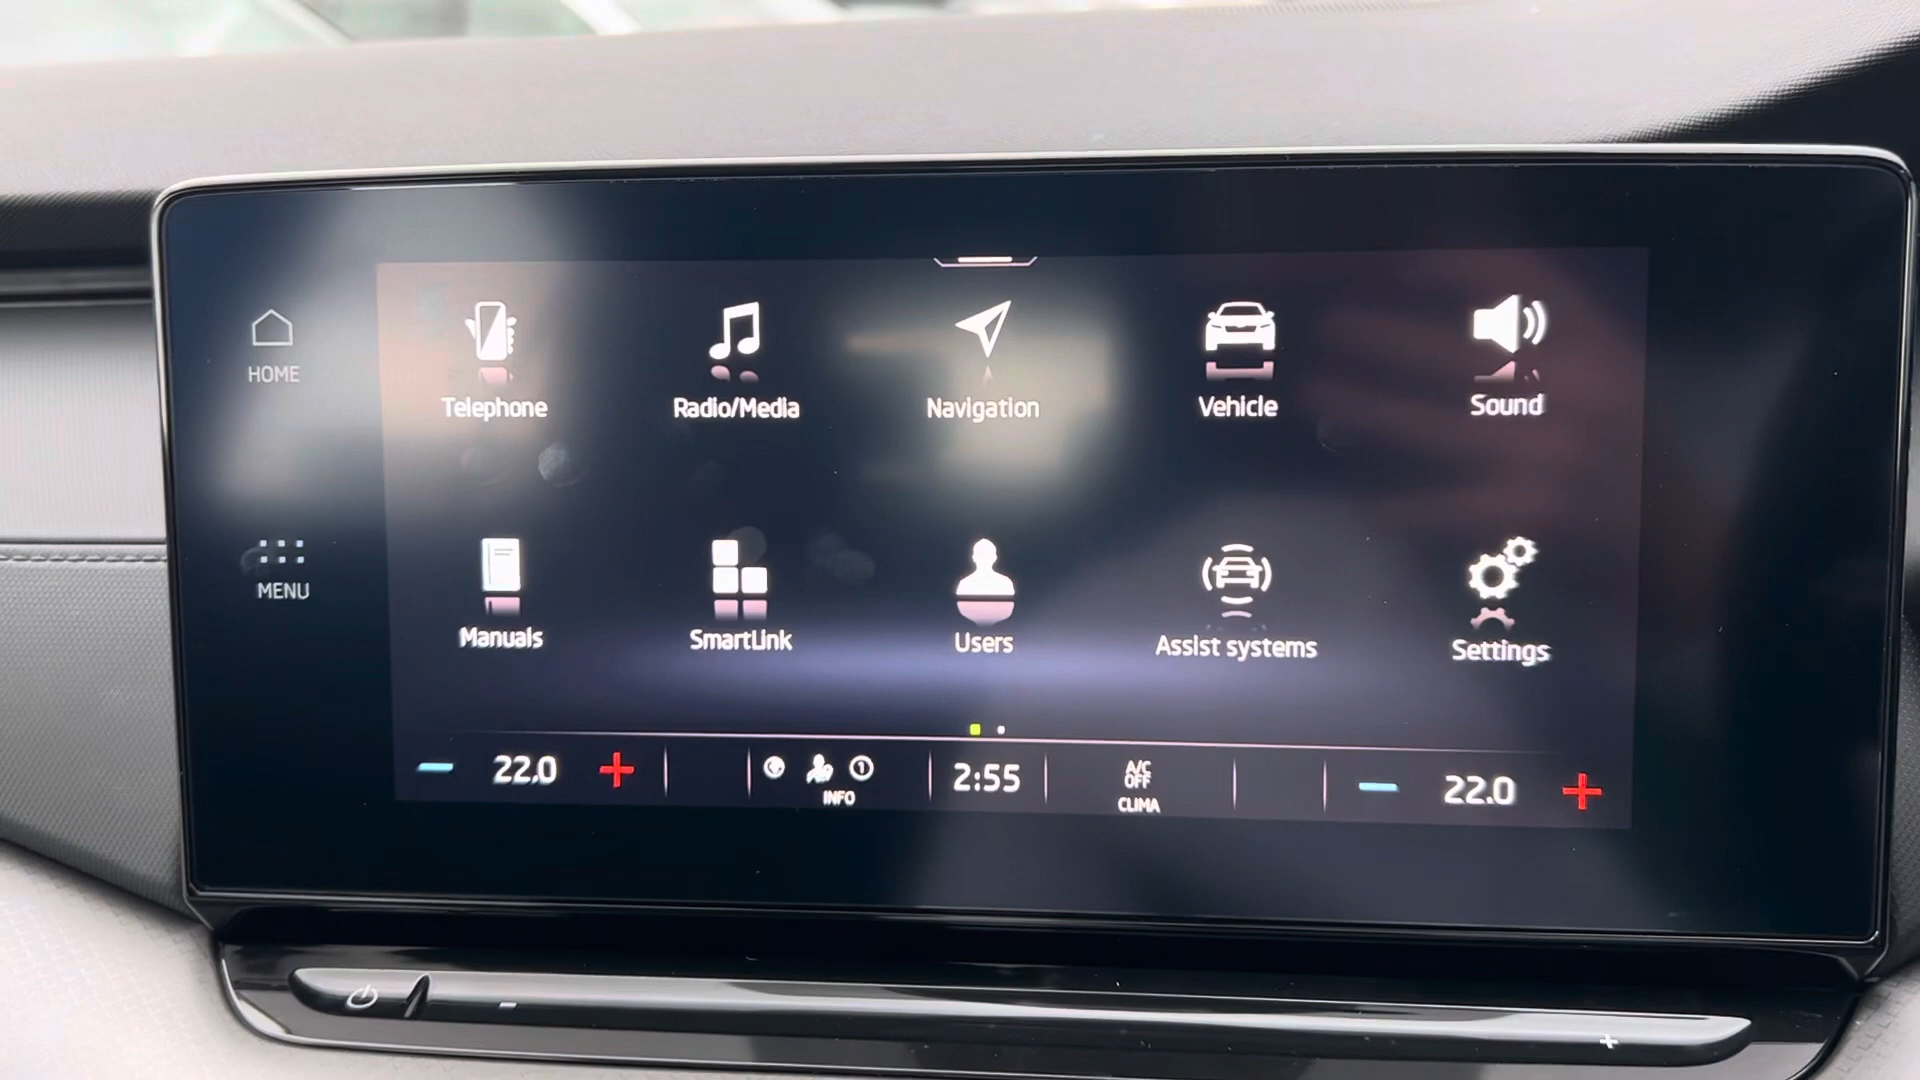 HOME
Telephone
Radio/Media
Navigation
Vehicle
Sound
MENU
Manuals
SmartLink
Users
Assist systems
Settings
− 22.0 +
1
INFO
2:55
A/C
OFF
CLIMA
− 22.0 +
− +